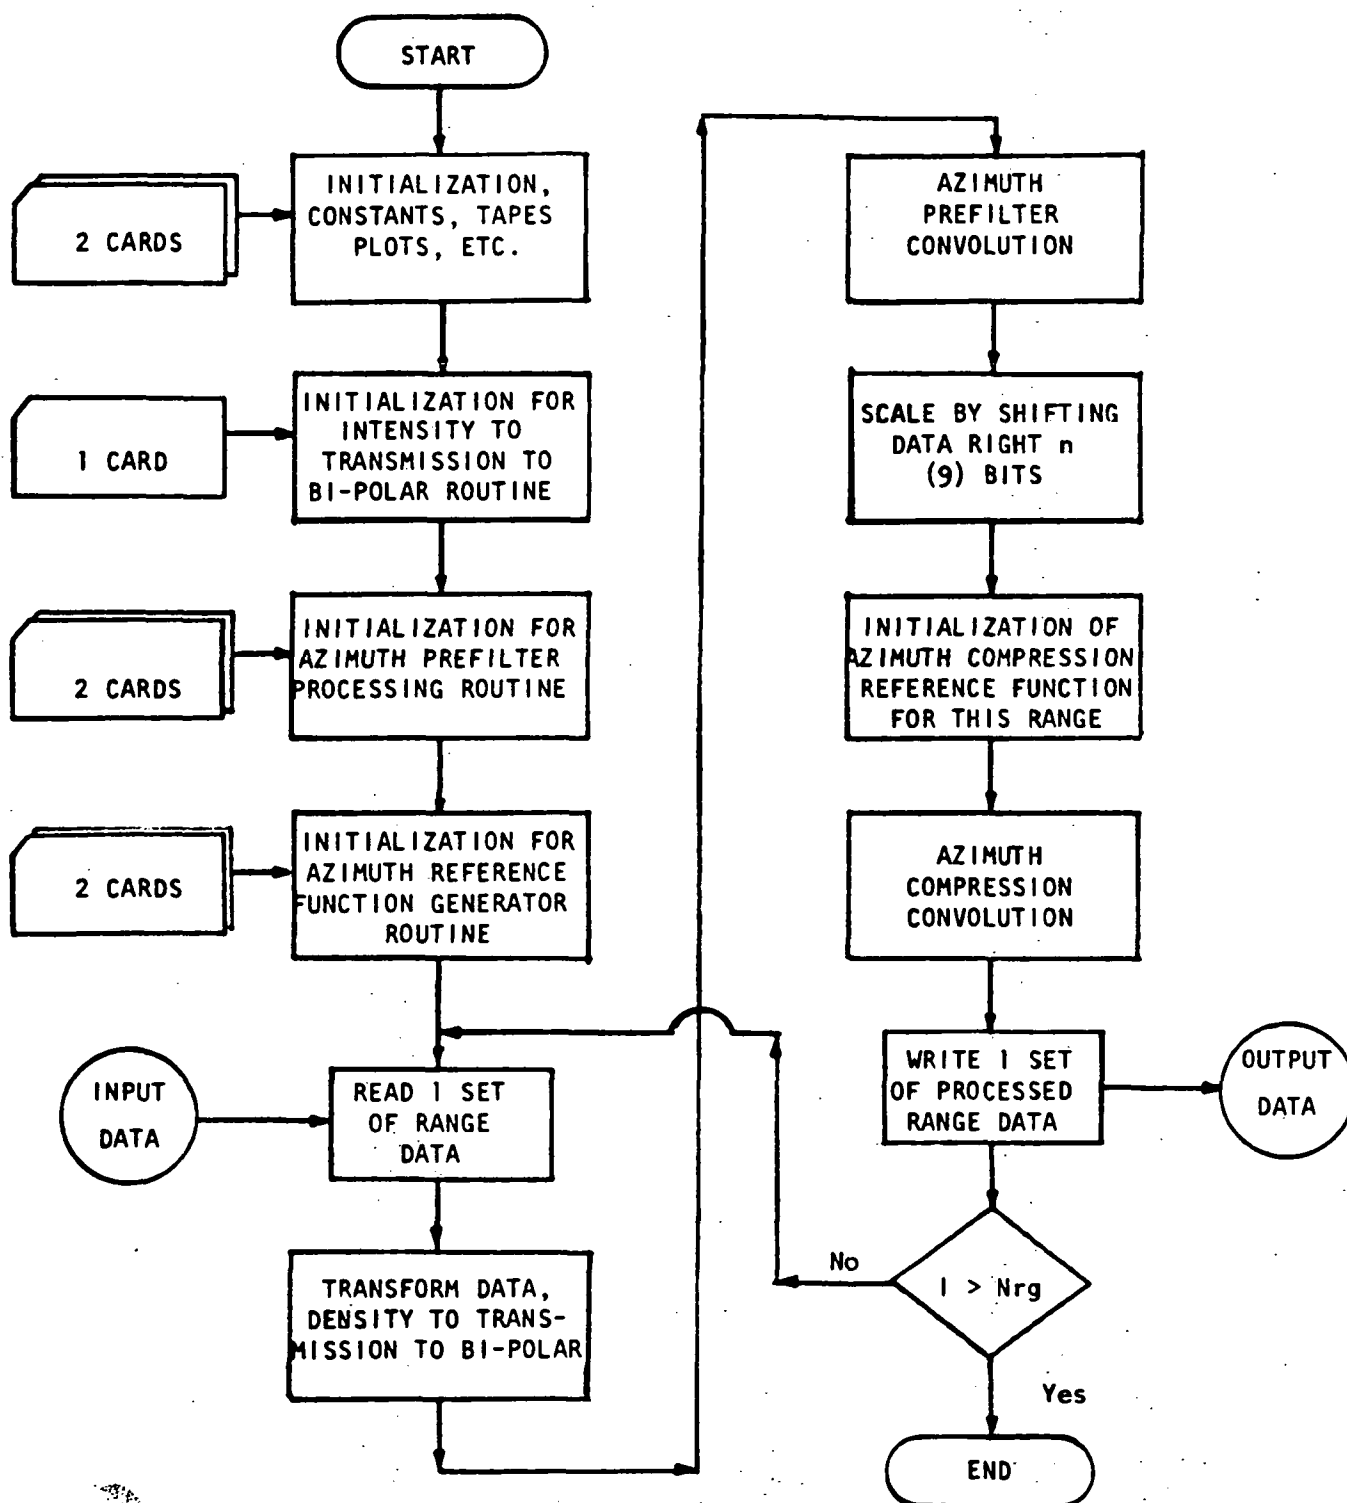 START
2 CARDS
INITIALIZATION,
CONSTANTS, TAPES
PLOTS, ETC.
1 CARD
INITIALIZATION FOR
INTENSITY TO
TRANSMISSION TO
BI-POLAR ROUTINE
2 CARDS
INITIALIZATION FOR
AZIMUTH PREFILTER
PROCESSING ROUTINE
2 CARDS
INITIALIZATION FOR
AZIMUTH REFERENCE
FUNCTION GENERATOR
ROUTINE
INPUT
DATA
READ 1 SET
OF RANGE
DATA
TRANSFORM DATA,
DENSITY TO TRANS-
MISSION TO BI-POLAR
AZIMUTH
PREFILTER
CONVOLUTION
SCALE BY SHIFTING
DATA RIGHT n
(9) BITS
INITIALIZATION OF
AZIMUTH COMPRESSION
REFERENCE FUNCTION
FOR THIS RANGE
AZIMUTH
COMPRESSION
CONVOLUTION
WRITE 1 SET
OF PROCESSED
RANGE DATA
OUTPUT
DATA
I > Nrg
No
Yes
END